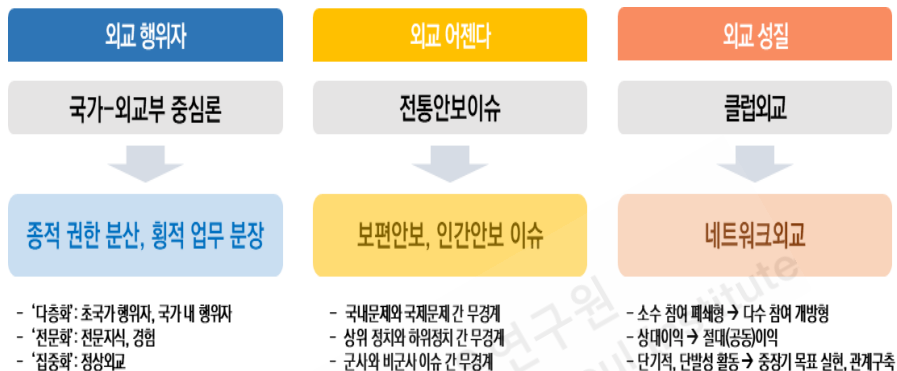 외교 행위자
국가-외교부 중심론
종적 권한 분산, 횡적 업무 분장
- ‘다층화’: 초국가 행위자, 국가 내 행위자
- ‘전문화’: 전문지식, 경험
- ‘집중화’: 정상외교
외교 어젠다
전통안보이슈
보편안보, 인간안보 이슈
- 국내문제와 국제문제 간 무경계
- 상위 정치와 하위정치 간 무경계
- 군사와 비군사 이슈 간 무경계
외교 성질
클럽외교
네트워크외교
- 소수 참여 폐쇄형 → 다수 참여 개방형
- 상대이익 → 절대(공동)이익
- 단기적, 단발성 활동 → 중장기 목표 실현, 관계구축
연구원
Institute